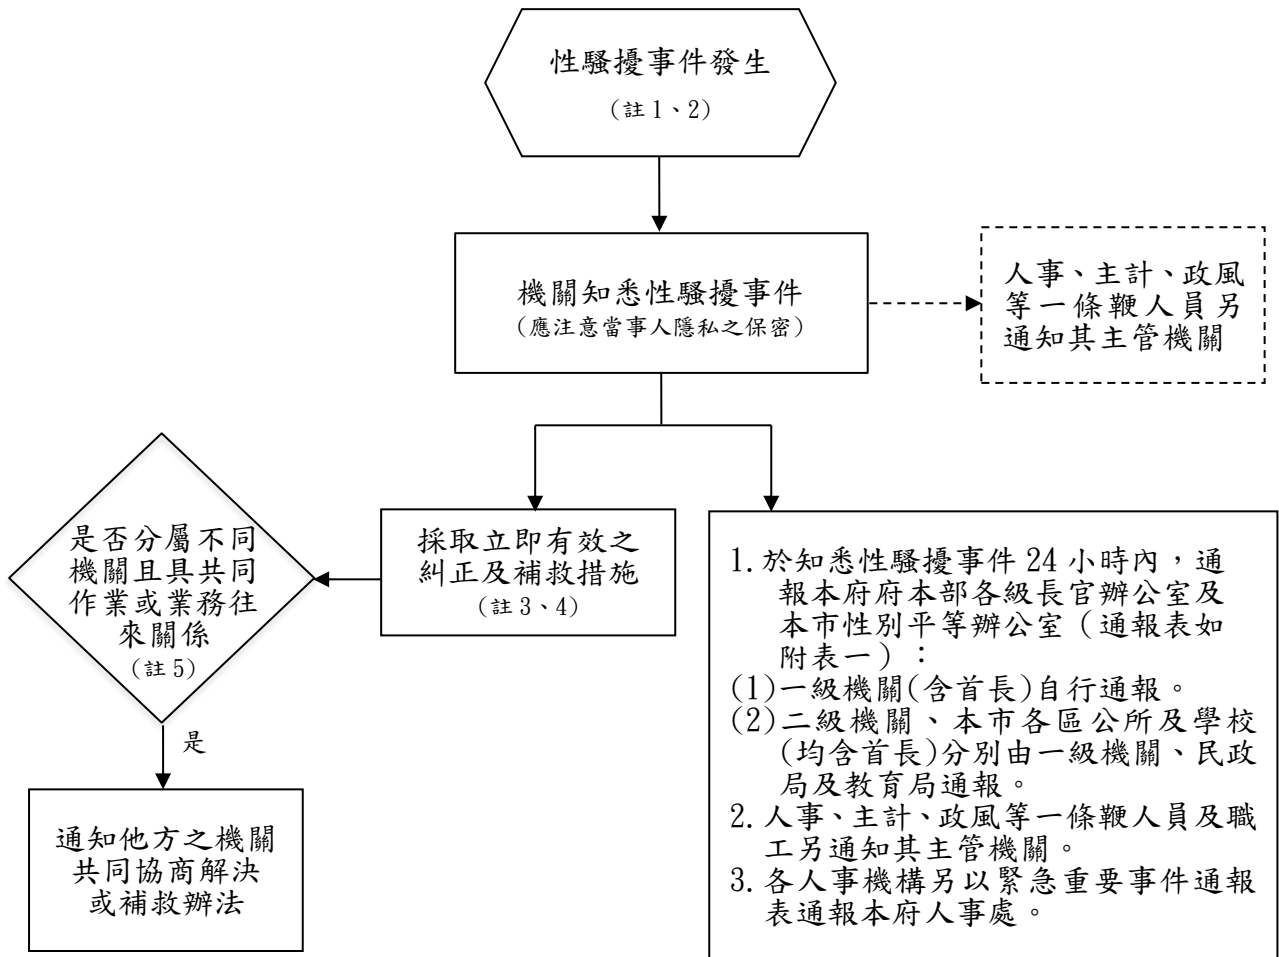 性騷擾事件發生
（註 1、2）
機關知悉性騷擾事件
（應注意當事人隱私之保密）
人事、主計、政風
等一條鞭人員另
通知其主管機關
是否分屬不同
機關且具共同
作業或業務往
來關係
（註 5）
採取立即有效之
糾正及補救措施
（註 3、4）
是
通知他方之機關
共同協商解決
或補救辦法
1. 於知悉性騷擾事件 24 小時內，通
報本府府本部各級長官辦公室及
本市性別平等辦公室（通報表如
附表一）：
(1)一級機關(含首長)自行通報。
(2)二級機關、本市各區公所及學校
(均含首長)分別由一級機關、民政
局及教育局通報。
2. 人事、主計、政風等一條鞭人員及職
工另通知其主管機關。
3. 各人事機構另以緊急重要事件通報
表通報本府人事處。